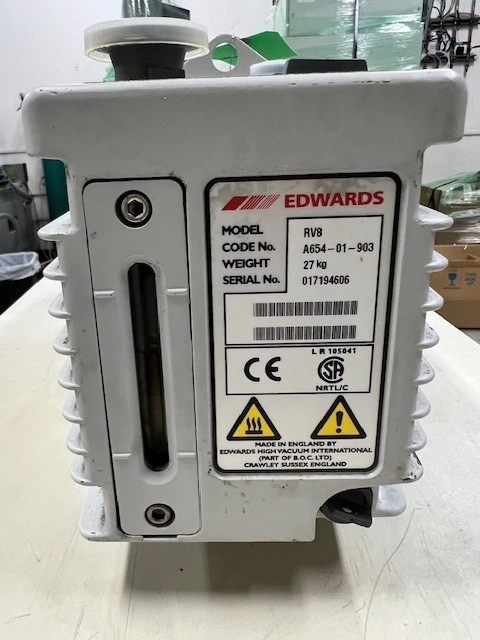 EDWARDS
MODEL RV8
CODE No. A654-01-903
WEIGHT 27 kg
SERIAL No. 017194606
L R 105041
CE SA
NRTL/C
MADE IN ENGLAND BY
EDWARDS HIGH VACUUM INTERNATIONAL
(PART OF B.O.C. LTD)
CRAWLEY SUSSEX ENGLAND